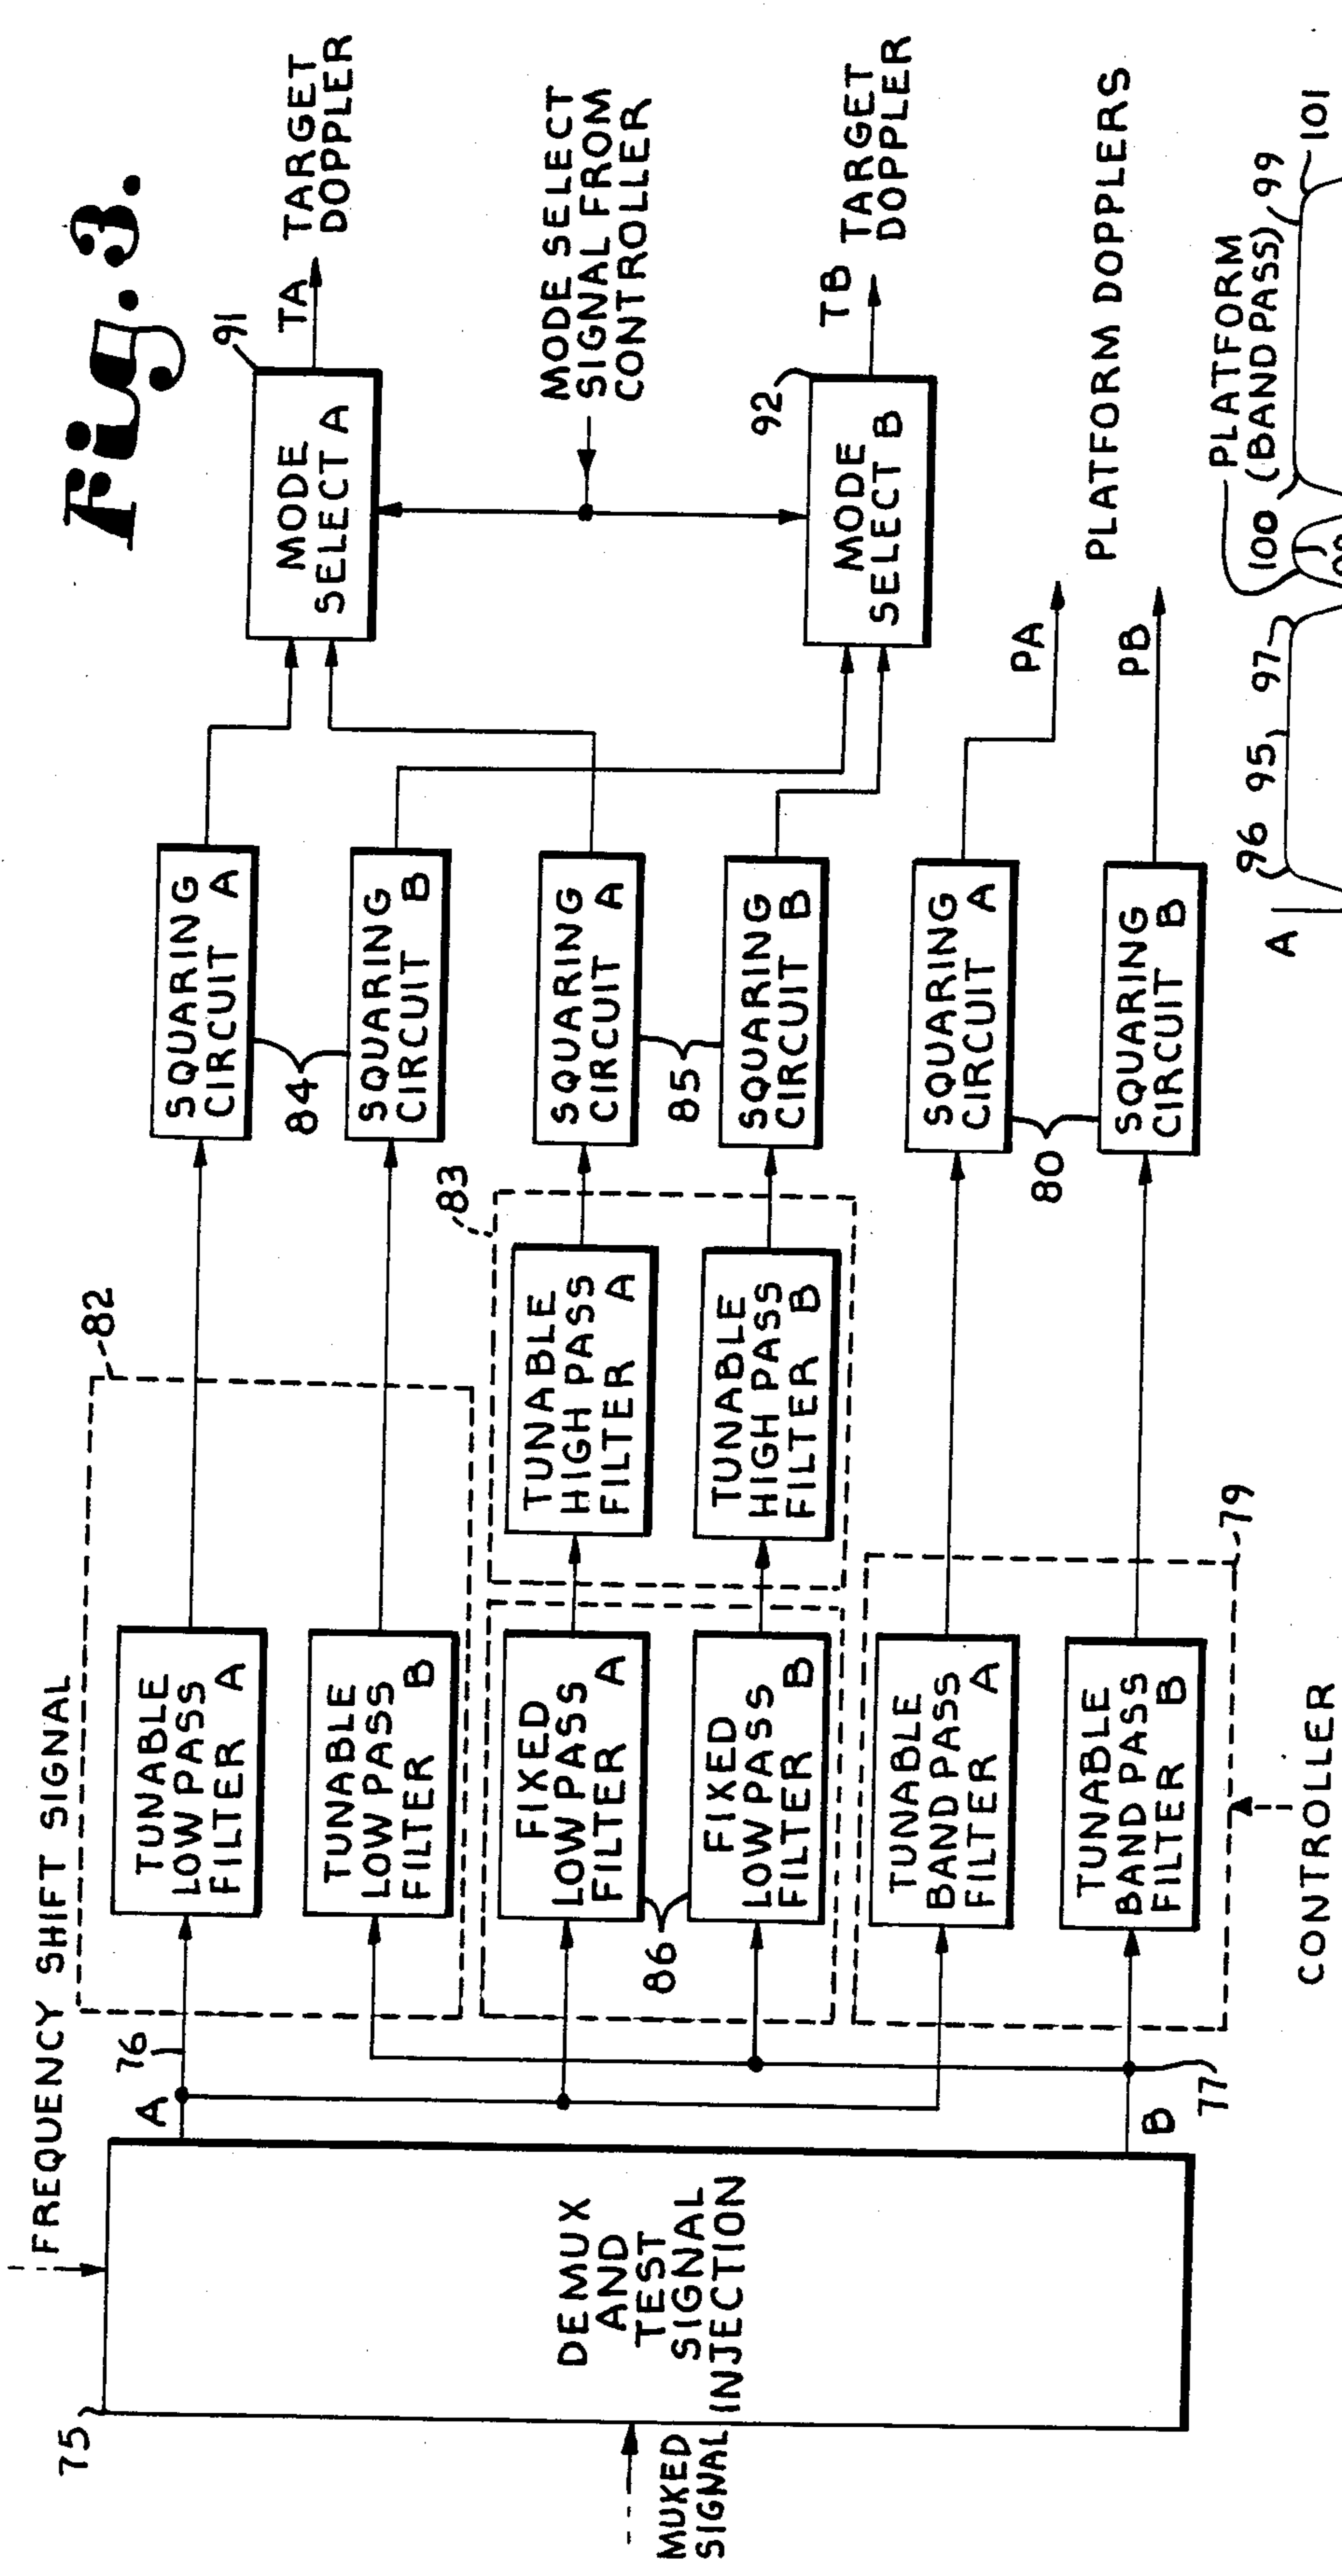 Fig. 3.
FREQUENCY SHIFT SIGNAL
75
MUXED
SIGNAL
DEMUX
AND
TEST
SIGNAL
INJECTION
A
76
B
77
82
TUNABLE
LOW PASS
FILTER A
TUNABLE
LOW PASS
FILTER B
86
FIXED
LOW PASS
FILTER A
FIXED
LOW PASS
FILTER B
83
TUNABLE
HIGH PASS
FILTER A
TUNABLE
HIGH PASS
FILTER B
79
TUNABLE
BAND PASS
FILTER A
TUNABLE
BAND PASS
FILTER B
CONTROLLER
84
SQUARING
CIRCUIT A
SQUARING
CIRCUIT B
85
SQUARING
CIRCUIT A
SQUARING
CIRCUIT B
80
SQUARING
CIRCUIT A
SQUARING
CIRCUIT B
91
MODE
SELECT A
TA
TARGET
DOPPLER
MODE SELECT
SIGNAL FROM
CONTROLLER
92
MODE
SELECT B
TB
TARGET
DOPPLER
PA
PB
PLATFORM DOPPLERS
PLATFORM
(BAND PASS)
A
96
95
97
100
99
101